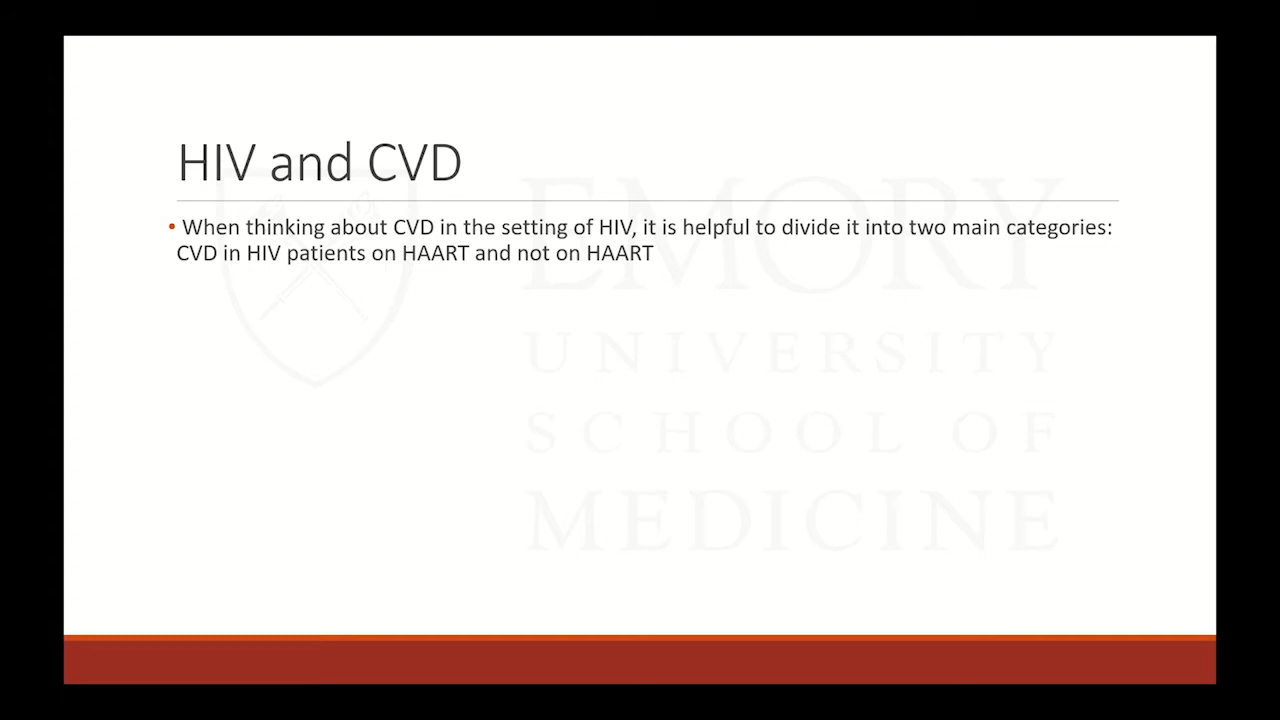 HIV and CVD
• When thinking about CVD in the setting of HIV, it is helpful to divide it into two main categories:
CVD in HIV patients on HAART and not on HAART
EMORY
UNIVERSITY
SCHOOL OF
MEDICINE